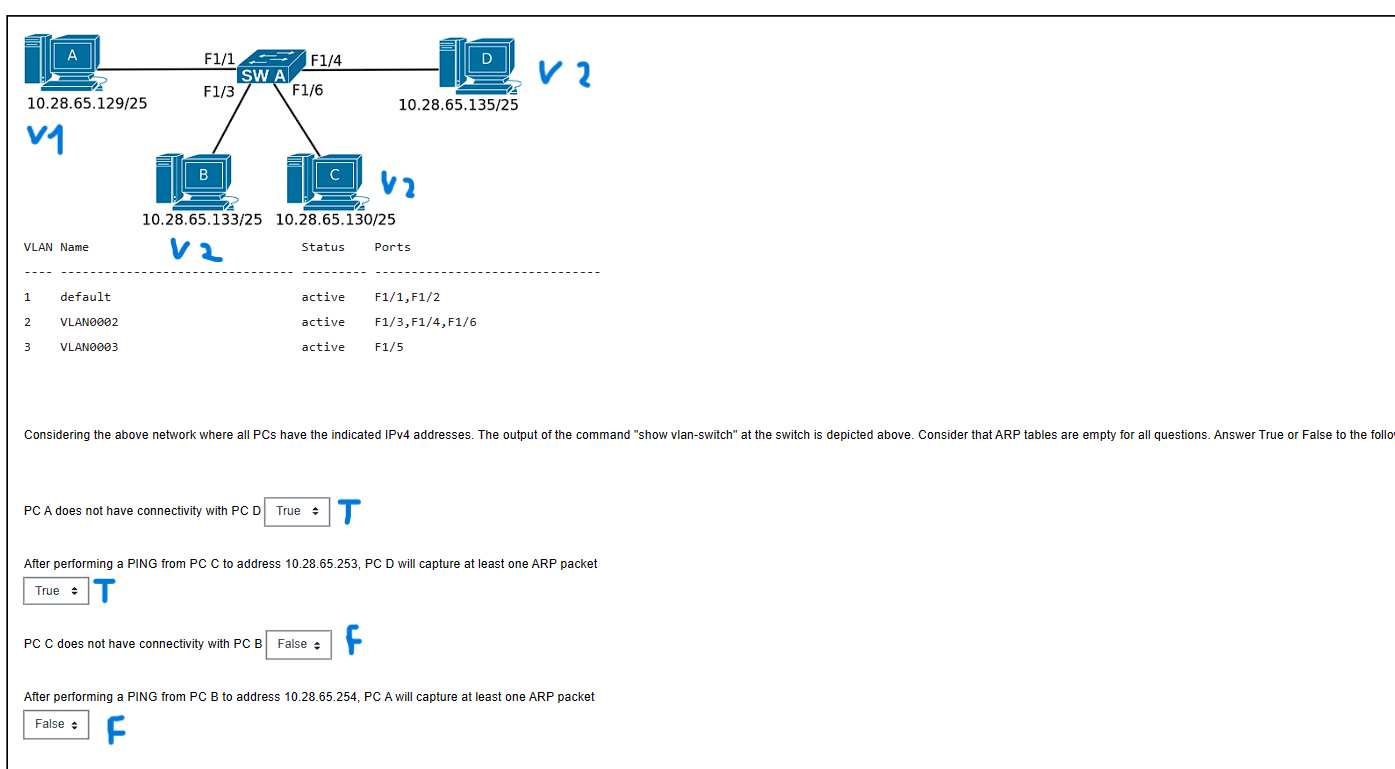 A
F1/1
F1/4
D
V 2
SW A
F1/3
F1/6
10.28.65.129/25
10.28.65.135/25
V1
B
C
V2
10.28.65.133/25
10.28.65.130/25
V 2
VLAN Name Status Ports
---- -------------------------------- --------- -------------------------------
1 default active F1/1,F1/2
2 VLAN0002 active F1/3,F1/4,F1/6
3 VLAN0003 active F1/5
Considering the above network where all PCs have the indicated IPv4 addresses. The output of the command "show vlan-switch" at the switch is depicted above. Consider that ARP tables are empty for all questions. Answer True or False to the follo
PC A does not have connectivity with PC D True T
After performing a PING from PC C to address 10.28.65.253, PC D will capture at least one ARP packet
True T
PC C does not have connectivity with PC B False F
After performing a PING from PC B to address 10.28.65.254, PC A will capture at least one ARP packet
False F